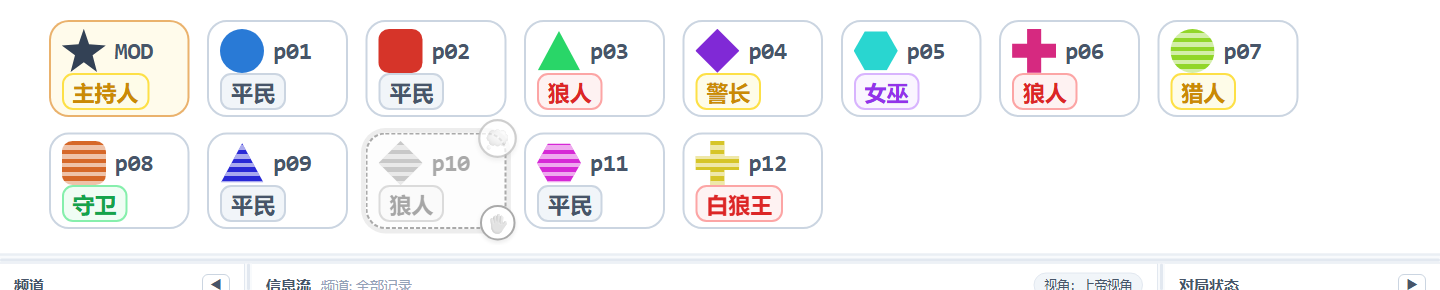 MOD p01 p02 p03 p04 p05 p06 p07
主持人 平民 平民 狼人 警长 女巫 狼人 猎人
p08 p09 p10 p11 p12
守卫 平民 狼人 平民 白狼王
频道 ◀ 信息流 频道: 全部记录 视角: 上帝视角 对局状态 ▶